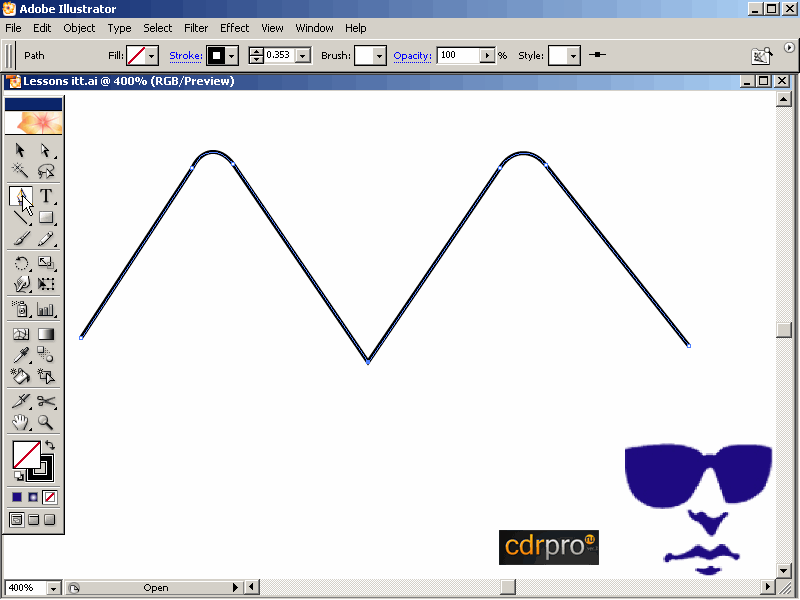 Adobe Illustrator
File Edit Object Type Select Filter Effect View Window Help
Path Fill: Stroke: 0.353 Brush: Opacity: 100 % Style:
Lessons itt.ai @ 400% (RGB/Preview)
T
cdrpro ru
400% Open